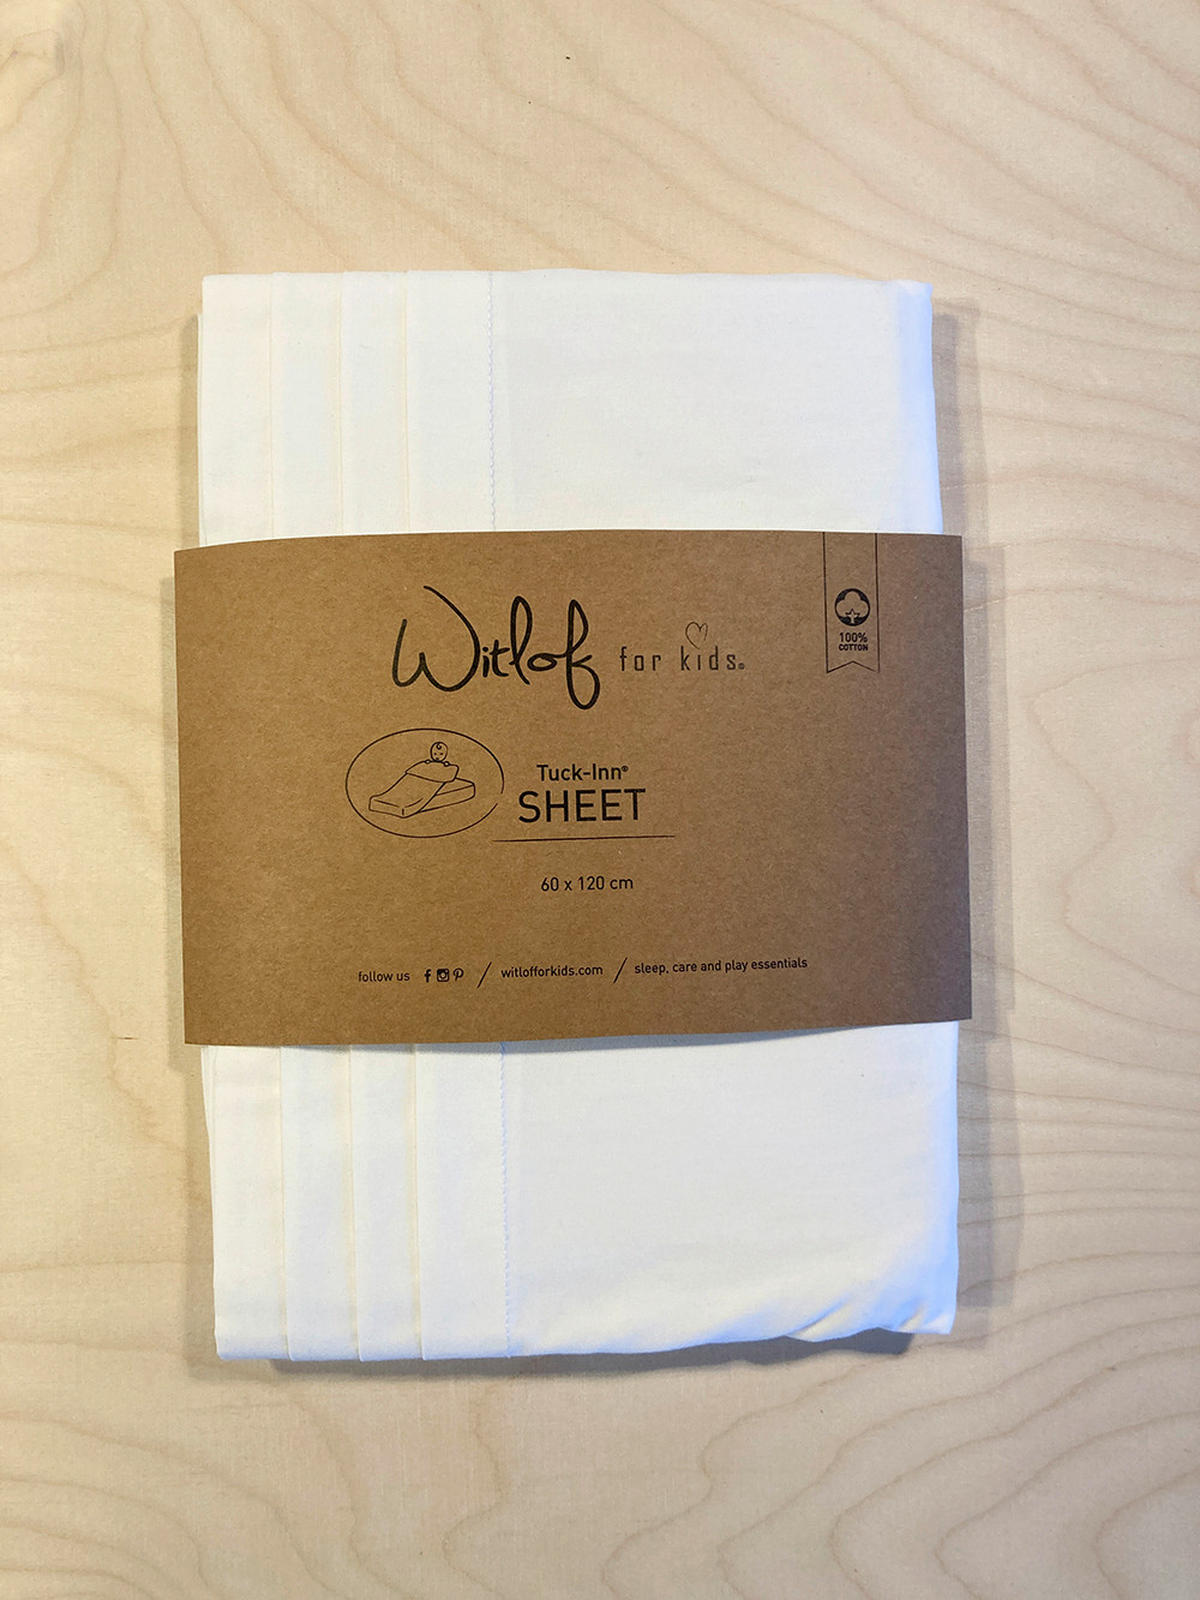 Witlof for kids®
100%
COTTON
Tuck-Inn®
SHEET
60 x 120 cm
follow us / witlofforkids.com / sleep, care and play essentials